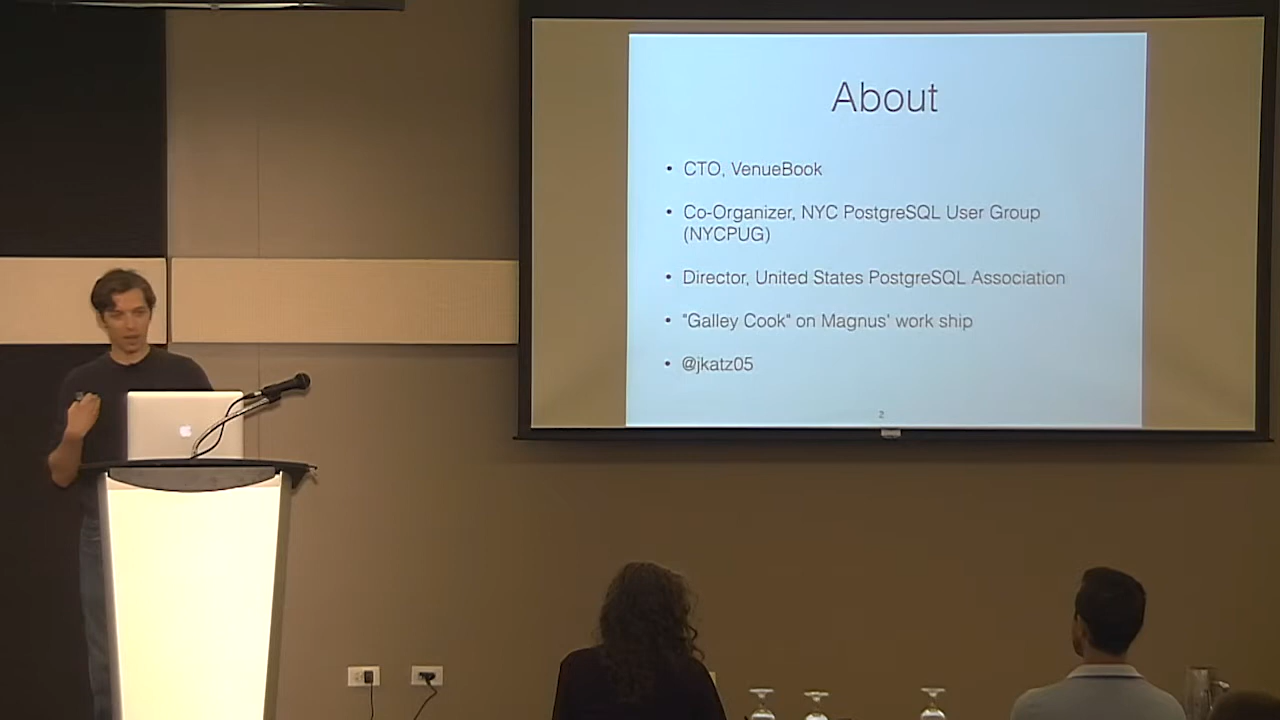 About
• CTO, VenueBook
• Co-Organizer, NYC PostgreSQL User Group
(NYCPUG)
• Director, United States PostgreSQL Association
• "Galley Cook" on Magnus' work ship
• @jkatz05
2